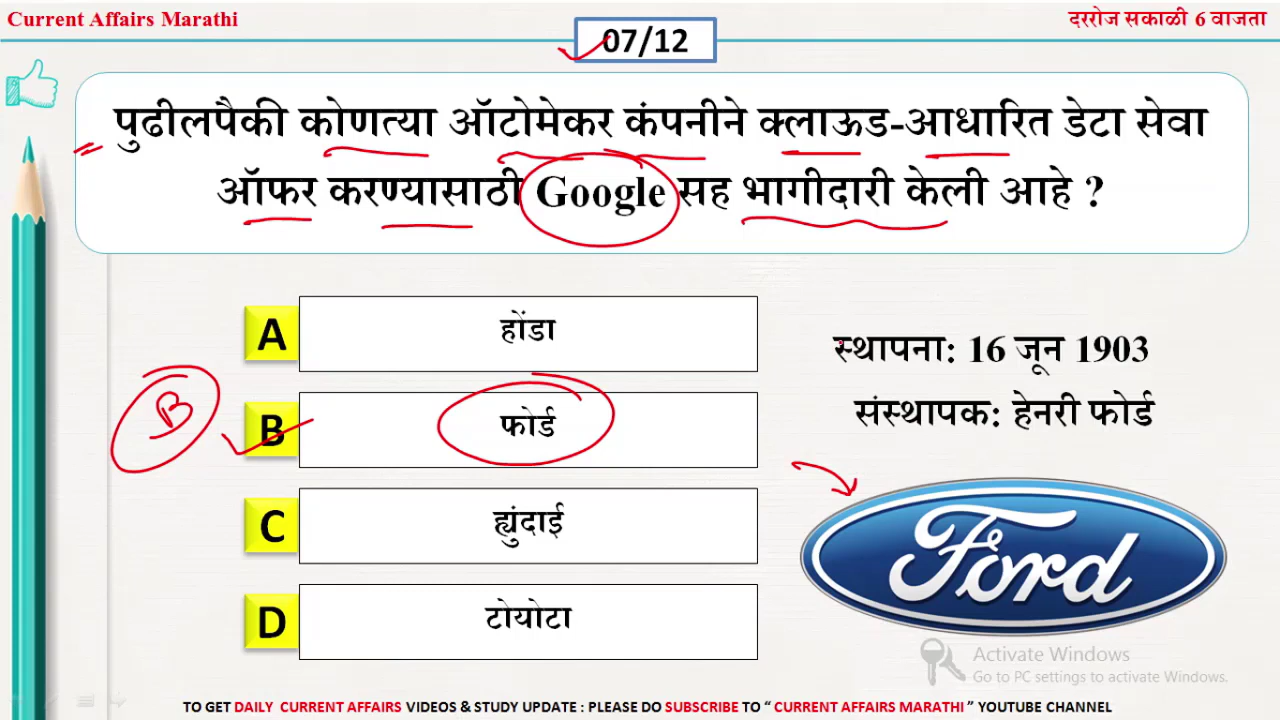 Current Affairs Marathi
दररोज सकाळी 6 वाजता
07/12
पुढीलपैकी कोणत्या ऑटोमेकर कंपनीने क्लाऊड-आधारित डेटा सेवा
ऑफर करण्यासाठी Google सह भागीदारी केली आहे ?
A होंडा
B फोर्ड
C ह्युंदाई
D टोयोटा
B
स्थापना: 16 जून 1903
संस्थापक: हेनरी फोर्ड
Ford
Activate Windows
Go to PC settings to activate Windows.
TO GET DAILY CURRENT AFFAIRS VIDEOS & STUDY UPDATE : PLEASE DO SUBSCRIBE TO “ CURRENT AFFAIRS MARATHI ” YOUTUBE CHANNEL